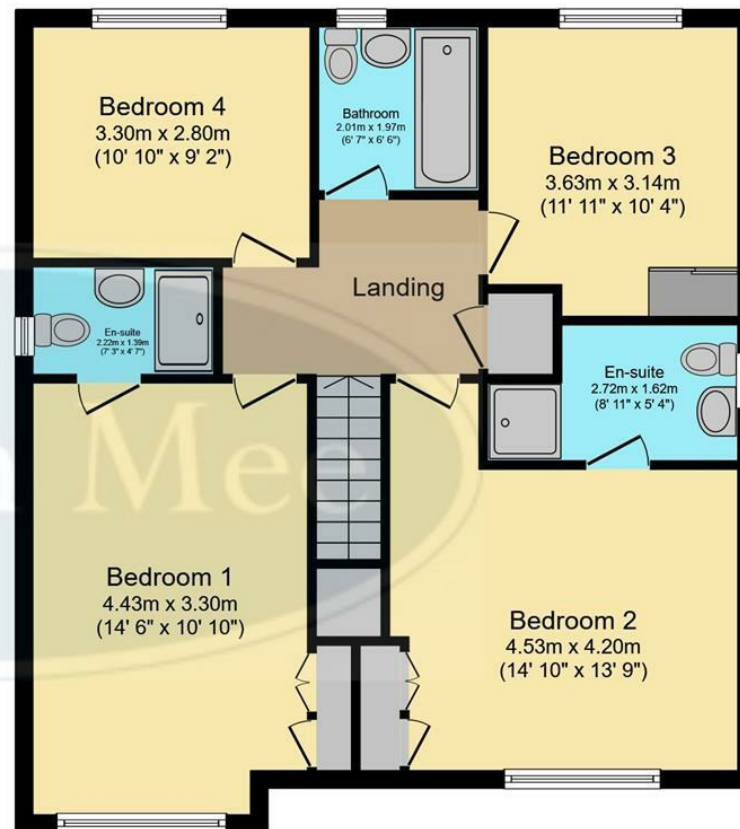 Bedroom 4
3.30m x 2.80m
(10' 10" x 9' 2")
Bathroom
2.01m x 1.97m
(6' 7" x 6' 6")
Bedroom 3
3.63m x 3.14m
(11' 11" x 10' 4")
Landing
En-suite
2.22m x 1.39m
(7' 3" x 4' 7")
En-suite
2.72m x 1.62m
(8' 11" x 5' 4")
Mee
Bedroom 1
4.43m x 3.30m
(14' 6" x 10' 10")
Bedroom 2
4.53m x 4.20m
(14' 10" x 13' 9")